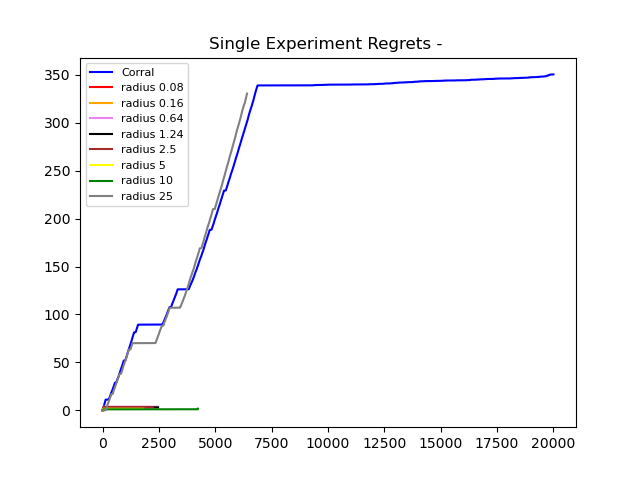 Single Experiment Regrets -
350
300
250
200
150
100
50
0
Corral
radius 0.08
radius 0.16
radius 0.64
radius 1.24
radius 2.5
radius 5
radius 10
radius 25
0 2500 5000 7500 10000 12500 15000 17500 20000